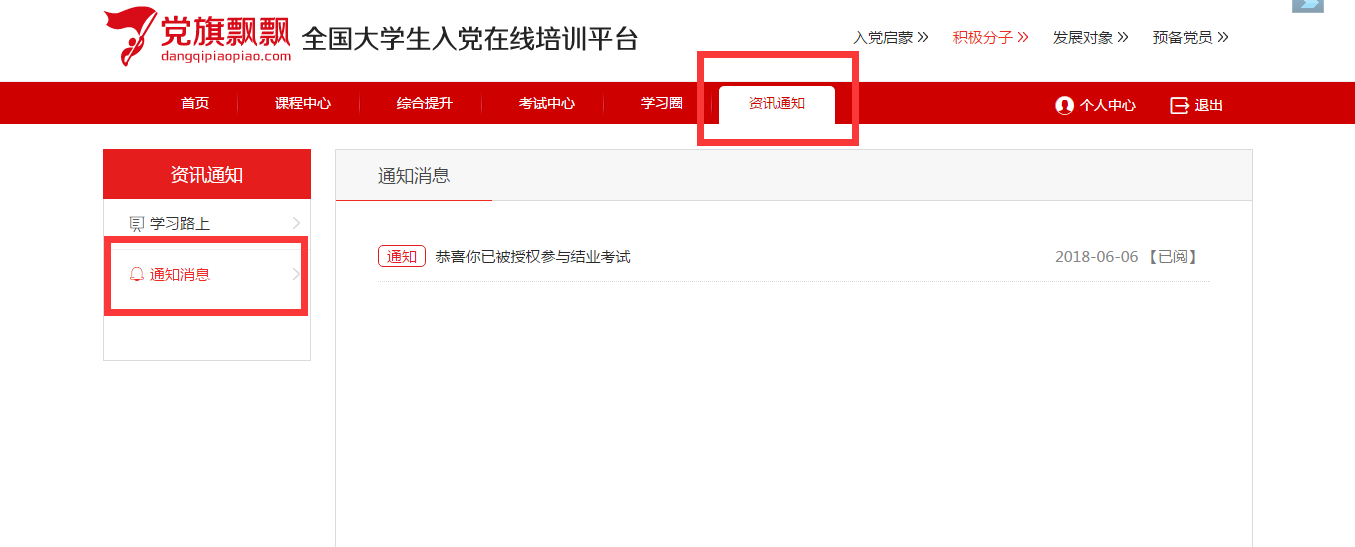 党旗飘飘
dangqipiaopiao.com
全国大学生入党在线培训平台
入党启蒙 积极分子 发展对象 预备党员
首页 课程中心 综合提升 考试中心 学习圈 资讯通知 个人中心 退出
资讯通知
学习路上
通知消息
通知消息
通知 恭喜你已被授权参与结业考试 2018-06-06 【已阅】